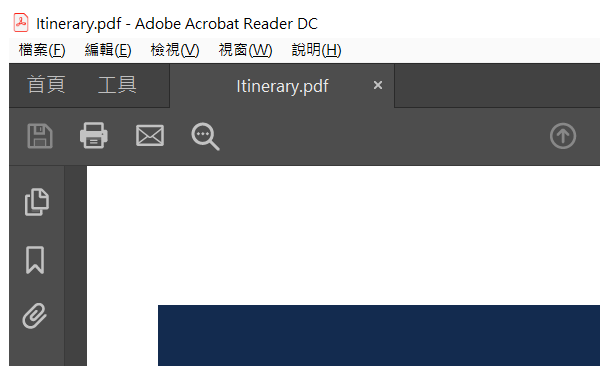 Itinerary.pdf - Adobe Acrobat Reader DC
檔案(F) 編輯(E) 檢視(V) 視窗(W) 說明(H)
首頁 工具 Itinerary.pdf ×